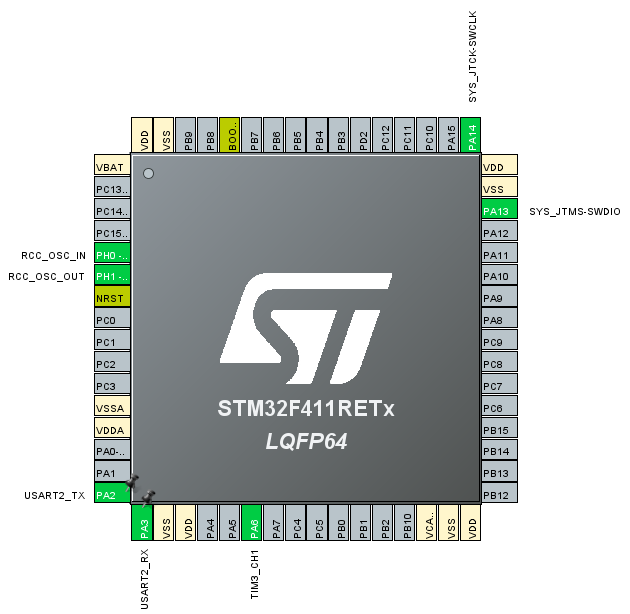 SYS_JTCK-SWCLK
VDD
VSS
PB9
PB8
BOO..
PB7
PB6
PB5
PB4
PB3
PD2
PC12
PC11
PC10
PA15
PA14
VBAT
PC13..
PC14..
PC15..
RCC_OSC_IN PH0 -..
RCC_OSC_OUT PH1 -..
NRST
PC0
PC1
PC2
PC3
VSSA
VDDA
PA0-..
PA1
USART2_TX PA2
ST
STM32F411RETx
LQFP64
VDD
VSS
PA13 SYS_JTMS-SWDIO
PA12
PA11
PA10
PA9
PA8
PC9
PC8
PC7
PC6
PB15
PB14
PB13
PB12
PA3
VSS
VDD
PA4
PA5
PA6
PA7
PC4
PC5
PB0
PB1
PB2
PB10
VCA..
VSS
VDD
USART2_RX
TIM3_CH1